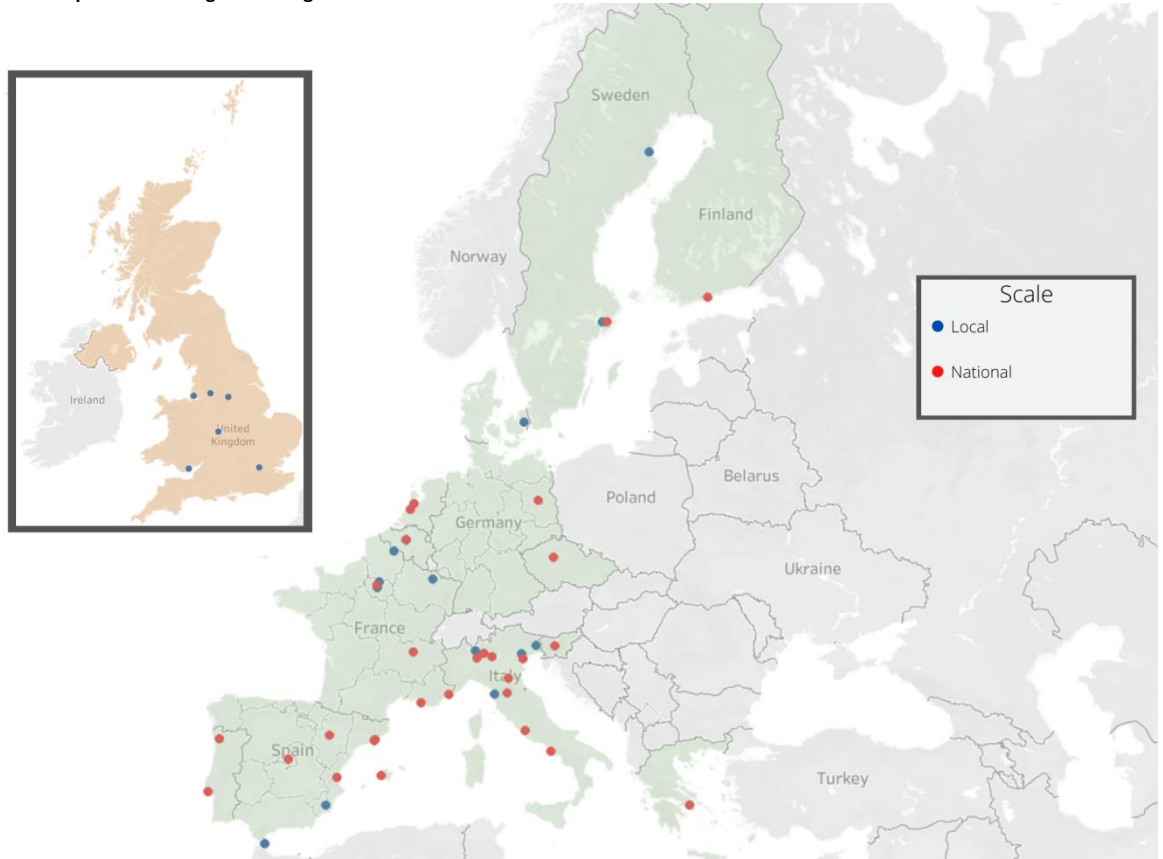 Sweden
Finland
Norway
Scale
Local
National
Ireland
United
Kingdom
Belarus
Poland
Germany
Ukraine
France
Italy
Spain
Turkey